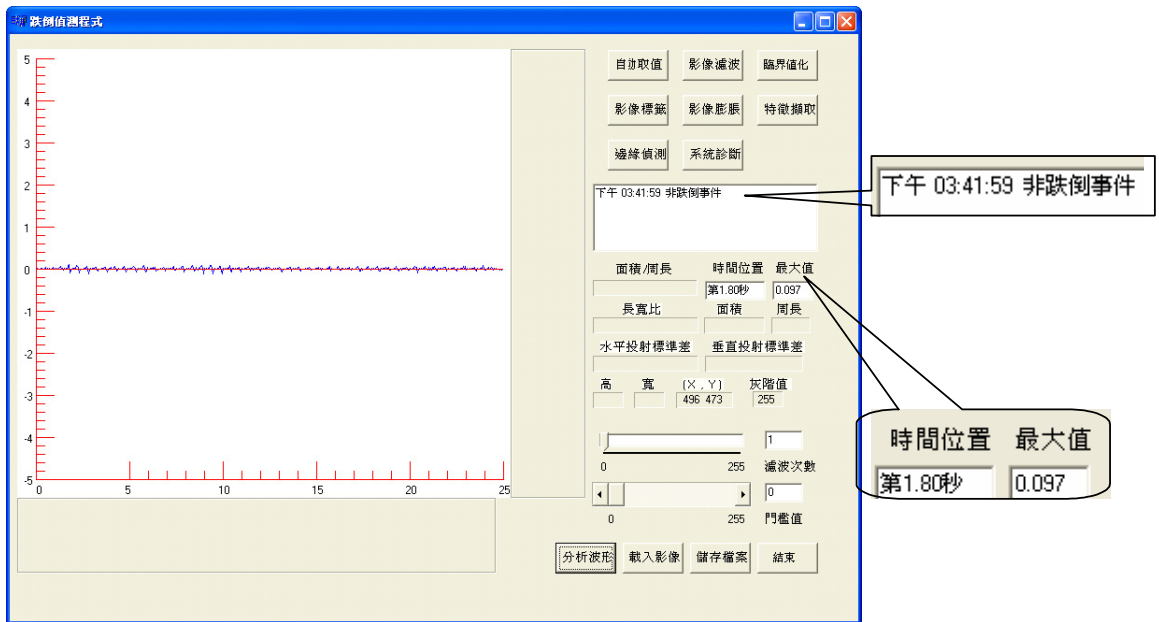 跌倒偵測程式
5
4
3
2
1
0
-1
-2
-3
-4
-5
0 5 10 15 20 25
自動取值 影像濾波 臨界值化
影像標籤 影像膨脹 特徵擷取
邊緣偵測 系統診斷
下午 03:41:59 非跌倒事件
面積/周長 時間位置 最大值
第1.80秒 0.097
長寬比 面積 周長
水平投射標準差 垂直投射標準差
高 寬 (X , Y) 灰階值
496 473 255
1
0 255 濾波次數
0
0 255 門檻值
分析波形 載入影像 儲存檔案 結束
下午 03:41:59 非跌倒事件
時間位置 最大值
第1.80秒 0.097